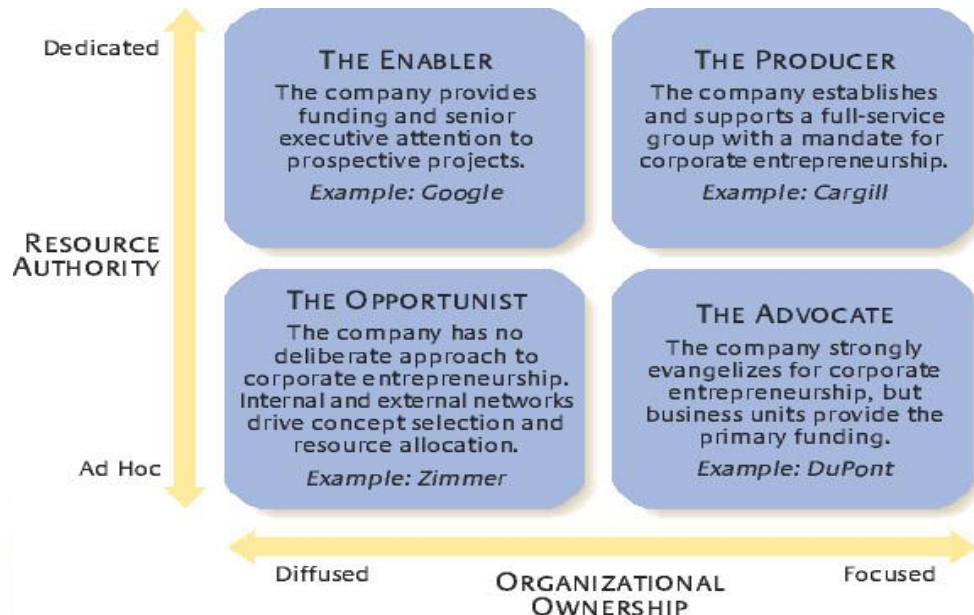 Dedicated
THE ENABLER
The company provides
funding and senior
executive attention to
prospective projects.
Example: Google
THE PRODUCER
The company establishes
and supports a full-service
group with a mandate for
corporate entrepreneurship.
Example: Cargill
RESOURCE
AUTHORITY
THE OPPORTUNIST
The company has no
deliberate approach to
corporate entrepreneurship.
Internal and external networks
drive concept selection and
resource allocation.
Example: Zimmer
THE ADVOCATE
The company strongly
evangelizes for corporate
entrepreneurship, but
business units provide the
primary funding.
Example: DuPont
Ad Hoc
Diffused
ORGANIZATIONAL
OWNERSHIP
Focused